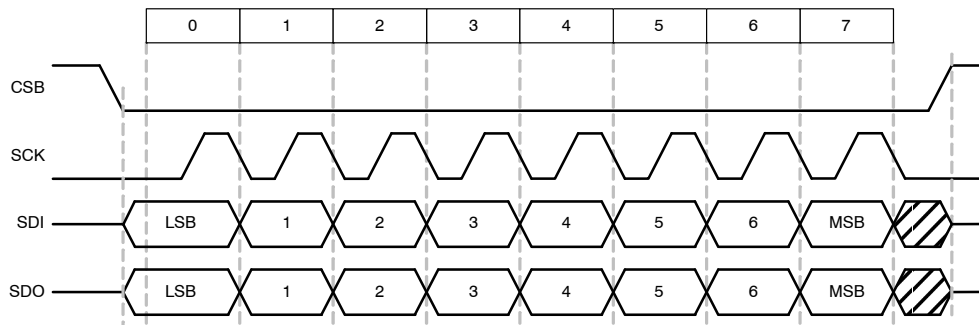 0 1 2 3 4 5 6 7
CSB
SCK
SDI LSB 1 2 3 4 5 6 MSB
SDO LSB 1 2 3 4 5 6 MSB